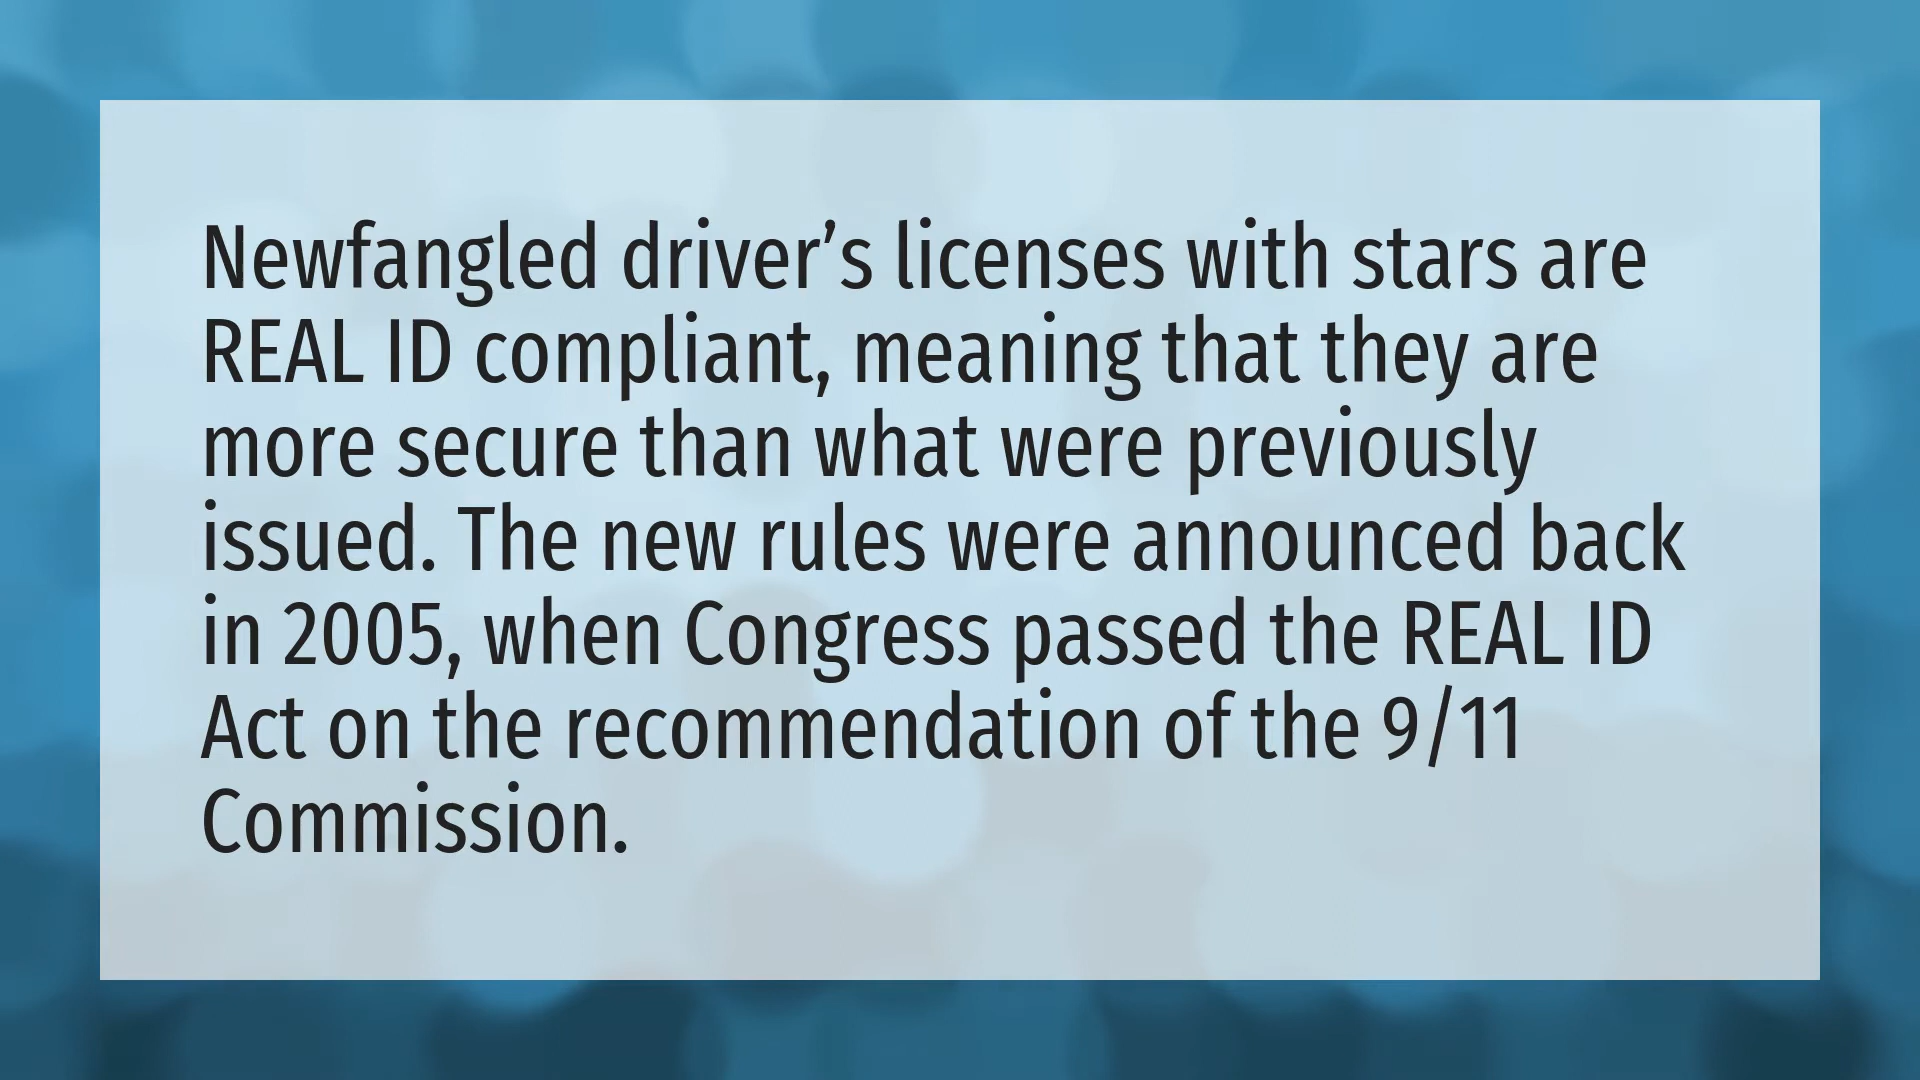 Newfangled driver’s licenses with stars are
REAL ID compliant, meaning that they are
more secure than what were previously
issued. The new rules were announced back
in 2005, when Congress passed the REAL ID
Act on the recommendation of the 9/11
Commission.